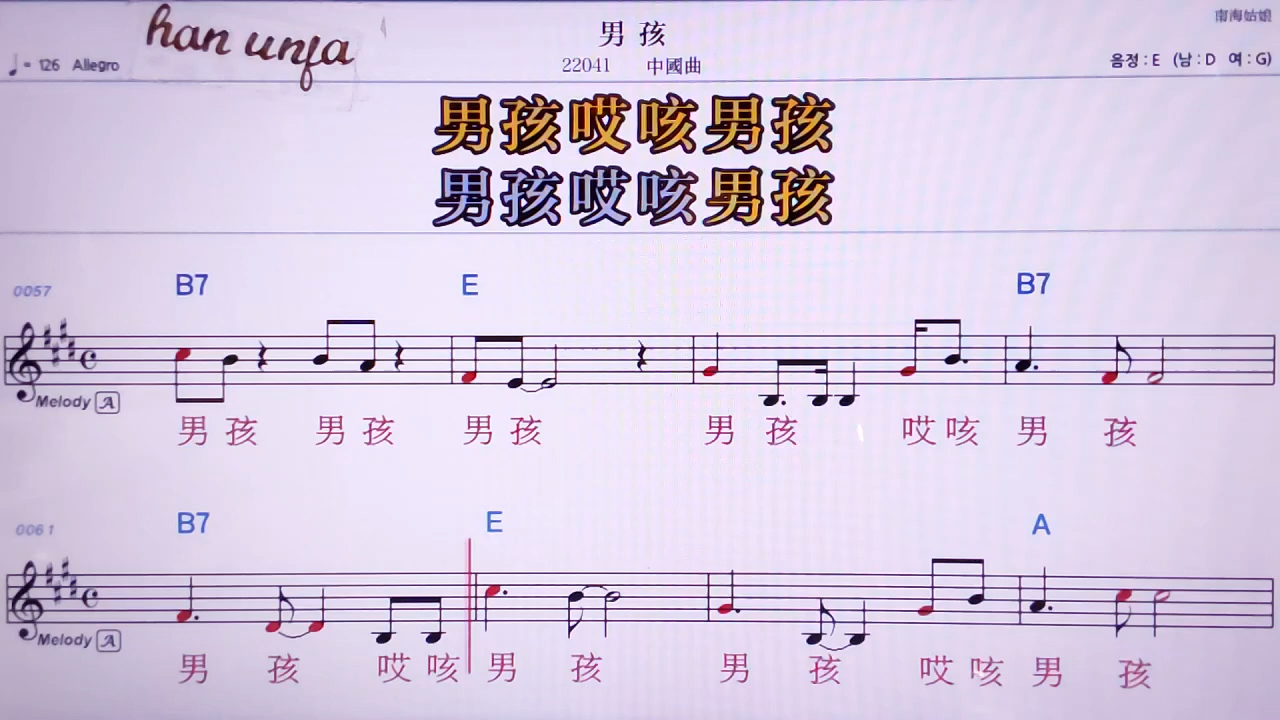 han unfa
男孩
南海姑娘
♩= 126 Allegro
22041 中國曲
음정 : E (남 : D 여 : G)
男孩哎咳男孩
男孩哎咳男孩
0057 B7 E B7
Melody A
男孩 男孩 男孩 男孩 哎咳 男 孩
0061 B7 E A
Melody A
男 孩 哎咳 男 孩 男 孩 哎咳 男 孩